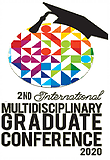 2ND International
MULTIDISCIPLINARY
GRADUATE
CONFERENCE
2020